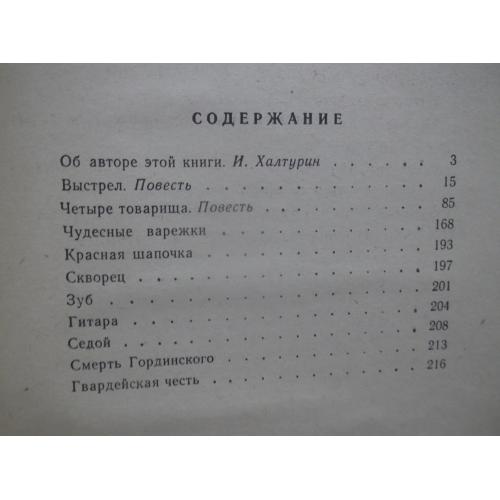 СОДЕРЖАНИЕ
Об авторе этой книги. И. Халтурин . . . . . . 3
Выстрел. Повесть . . . . . . . . . . . . 15
Четыре товарища. Повесть . . . . . . . . . 85
Чудесные варежки . . . . . . . . . . . . 168
Красная шапочка . . . . . . . . . . . . 193
Скворец . . . . . . . . . . . . . . . 197
Зуб . . . . . . . . . . . . . . . . . 201
Гитара . . . . . . . . . . . . . . . . 204
Седой . . . . . . . . . . . . . . . . 208
Смерть Гординского . . . . . . . . . . . 213
Гвардейская честь . . . . . . . . . . . . 216